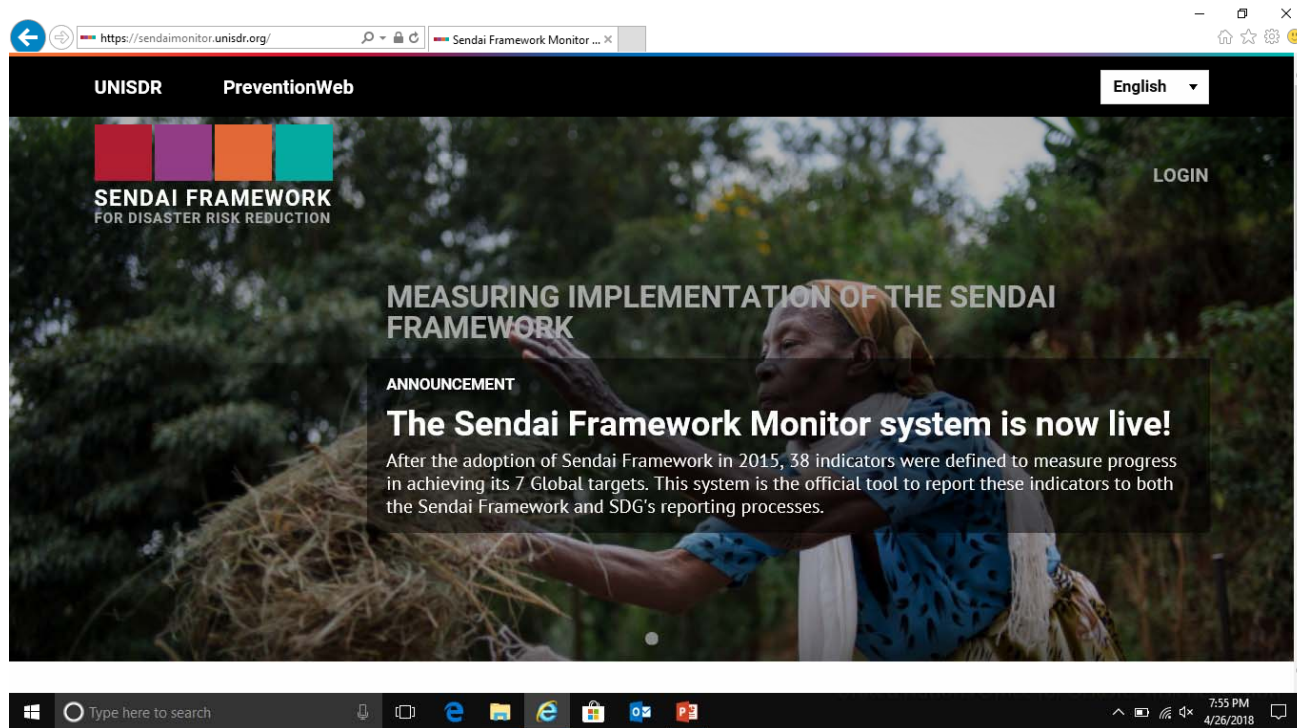 https://sendaimonitor.unisdr.org/
Sendai Framework Monitor ...
UNISDR
PreventionWeb
English
SENDAI FRAMEWORK
FOR DISASTER RISK REDUCTION
LOGIN
MEASURING IMPLEMENTATION OF THE SENDAI
FRAMEWORK
ANNOUNCEMENT
The Sendai Framework Monitor system is now live!
After the adoption of Sendai Framework in 2015, 38 indicators were defined to measure progress
in achieving its 7 Global targets. This system is the official tool to report these indicators to both
the Sendai Framework and SDG's reporting processes.
Type here to search
7:55 PM
4/26/2018